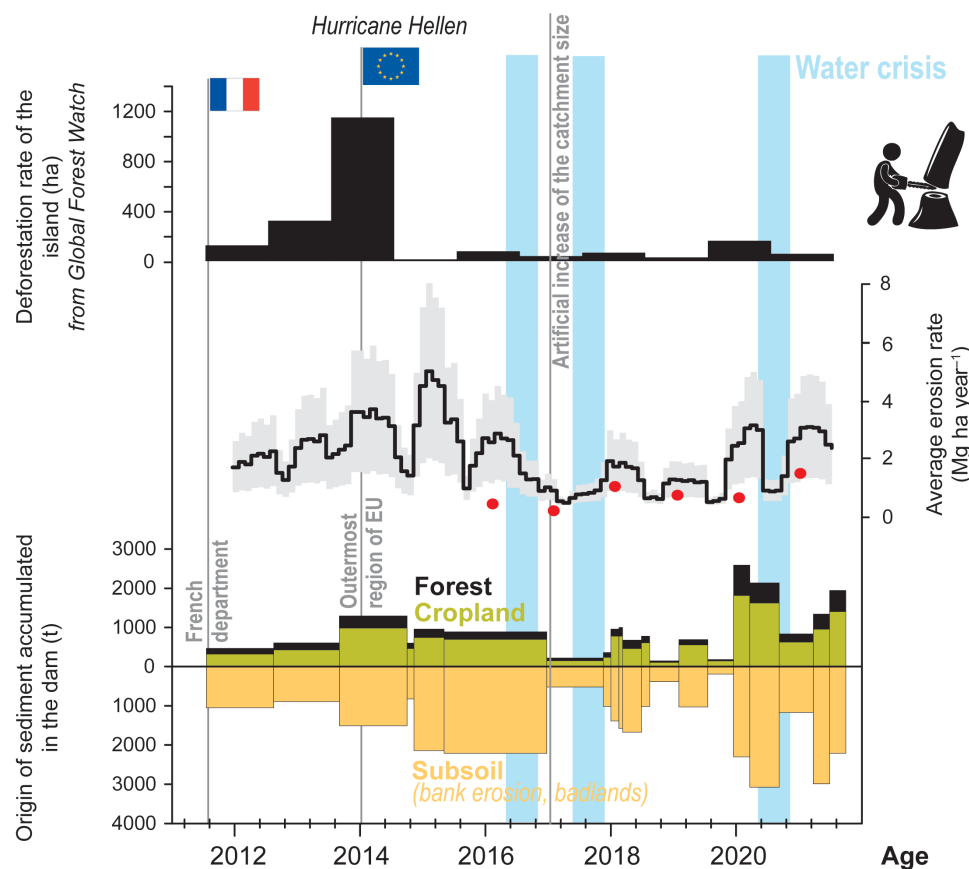 Hurricane Hellen
Water crisis
Deforestation rate of the
island (ha)
from Global Forest Watch
1200
800
400
0
Artificial increase of the catchment size
8
6
4
2
0
Average erosion rate
(Mg ha year⁻¹)
French
department
Outermost
region of EU
Origin of sediment accumulated
in the dam (t)
3000
2000
1000
0
1000
2000
3000
4000
Forest
Cropland
Subsoil
(bank erosion, badlands)
2012 2014 2016 2018 2020 Age